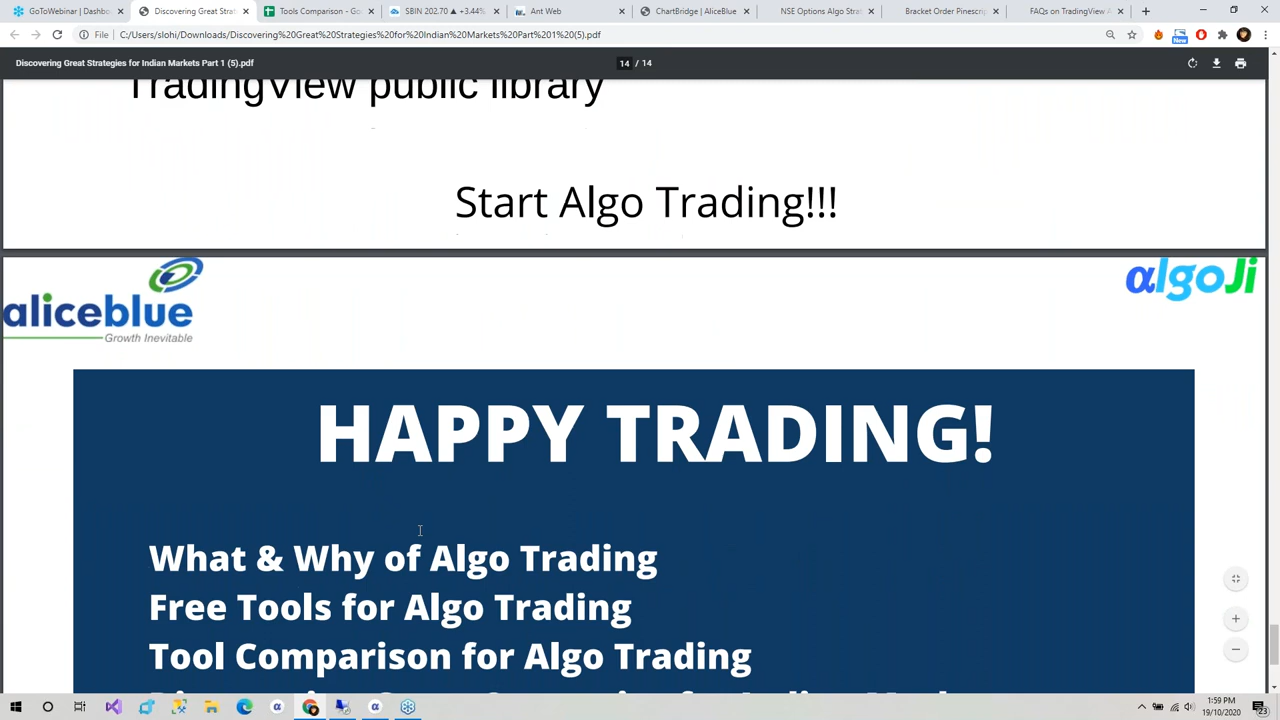 GoToWebinar | Dashbo
Discovering Great Strat
Tools Comparison - Go
SBIN 202.70 ▲ +3.44%
Ant Web
ChartBridge | AliceBlue
NSE Options Algo Strat
Bracket Order Pinescrip
FAQs on TradingView A
File
C:/Users/slohi/Downloads/Discovering%20Great%20Strategies%20for%20Indian%20Markets%20Part%201%20(5).pdf
New
Discovering Great Strategies for Indian Markets Part 1 (5).pdf
14 / 14
TradingView public library
Start Algo Trading!!!
aliceblue
Growth Inevitable
αlgoJi
HAPPY TRADING!
What & Why of Algo Trading
Free Tools for Algo Trading
Tool Comparison for Algo Trading
1:59 PM
19/10/2020
23